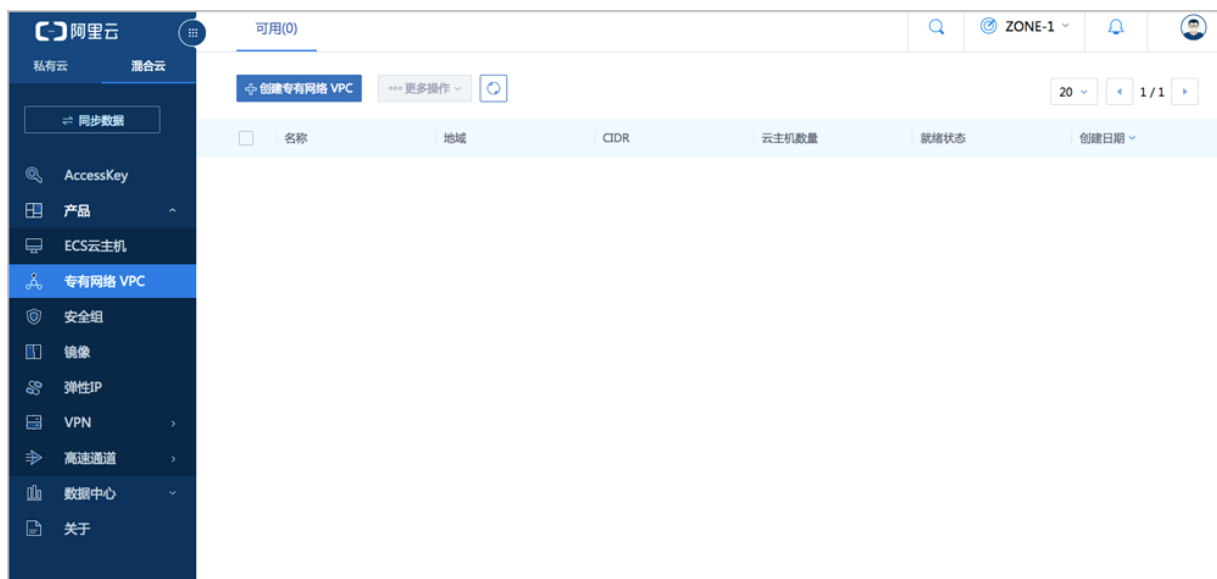 阿里云
可用(0)
ZONE-1
私有云 混合云
创建专有网络 VPC 更多操作
20 1 / 1
同步数据
名称 地域 CIDR 云主机数量 就绪状态 创建日期
AccessKey
产品
ECS云主机
专有网络 VPC
安全组
镜像
弹性IP
VPN
高速通道
数据中心
关于